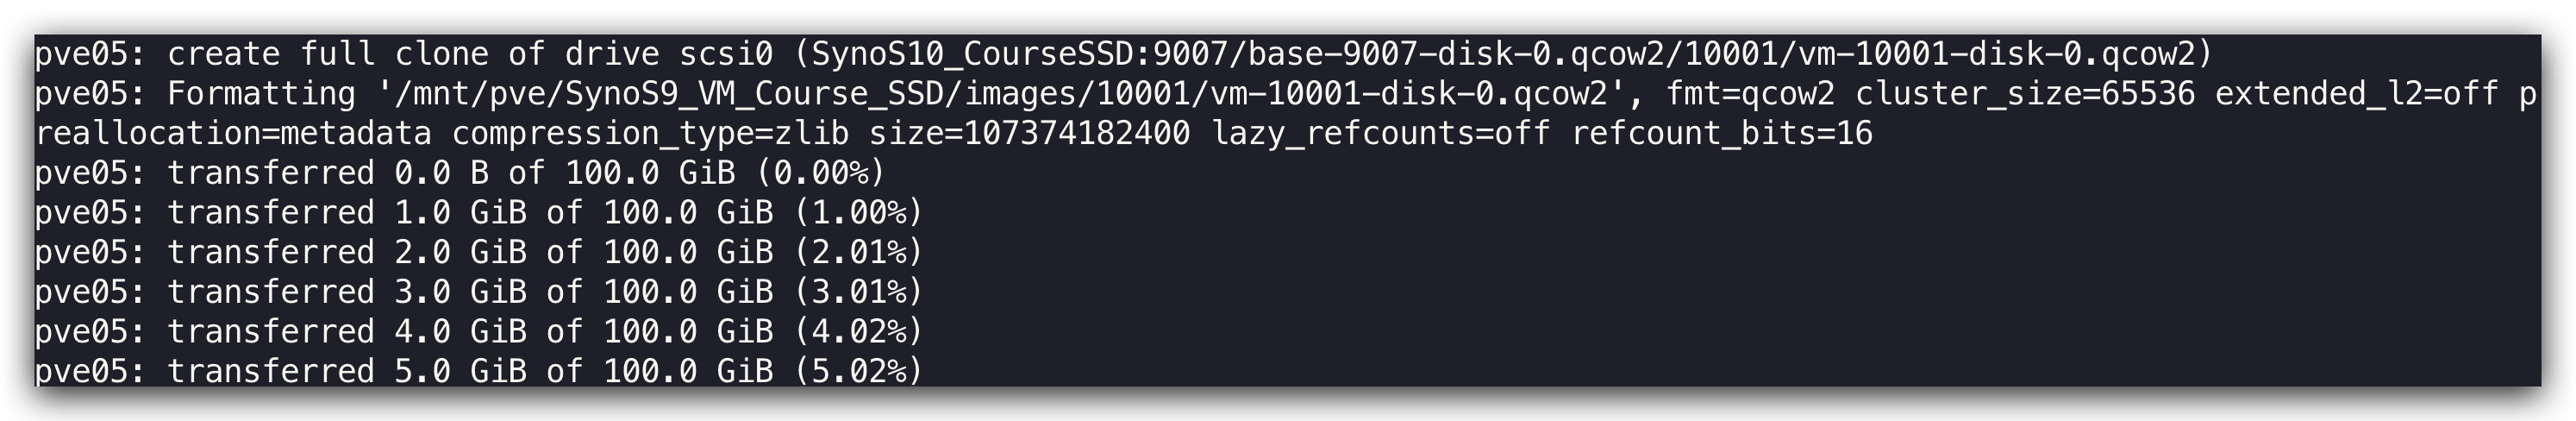 pve05: create full clone of drive scsi0 (SynoS10_CourseSSD:9007/base-9007-disk-0.qcow2/10001/vm-10001-disk-0.qcow2)
pve05: Formatting '/mnt/pve/SynoS9_VM_Course_SSD/images/10001/vm-10001-disk-0.qcow2', fmt=qcow2 cluster_size=65536 extended_l2=off p
reallocation=metadata compression_type=zlib size=107374182400 lazy_refcounts=off refcount_bits=16
pve05: transferred 0.0 B of 100.0 GiB (0.00%)
pve05: transferred 1.0 GiB of 100.0 GiB (1.00%)
pve05: transferred 2.0 GiB of 100.0 GiB (2.01%)
pve05: transferred 3.0 GiB of 100.0 GiB (3.01%)
pve05: transferred 4.0 GiB of 100.0 GiB (4.02%)
pve05: transferred 5.0 GiB of 100.0 GiB (5.02%)